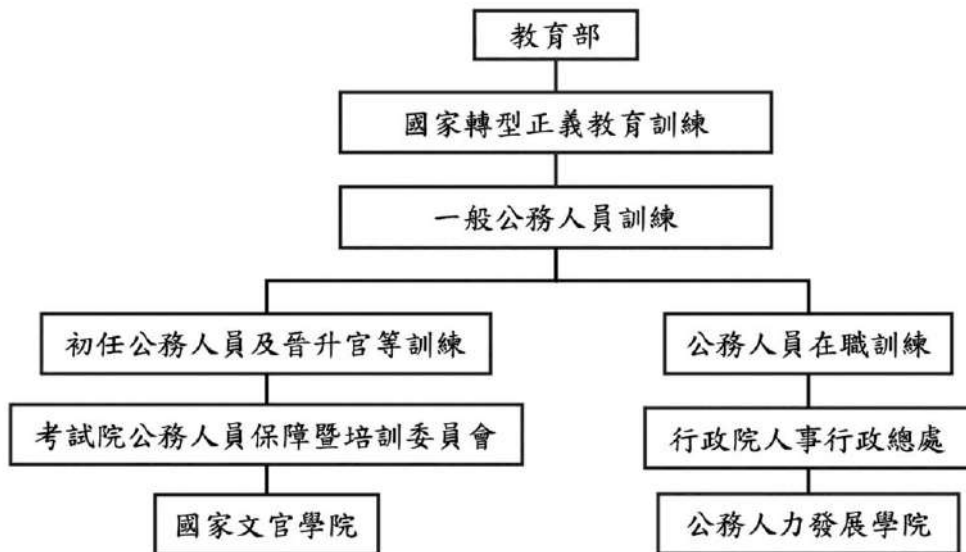 教育部
國家轉型正義教育訓練
一般公務人員訓練
初任公務人員及晉升官等訓練
公務人員在職訓練
考試院公務人員保障暨培訓委員會
行政院人事行政總處
國家文官學院
公務人力發展學院